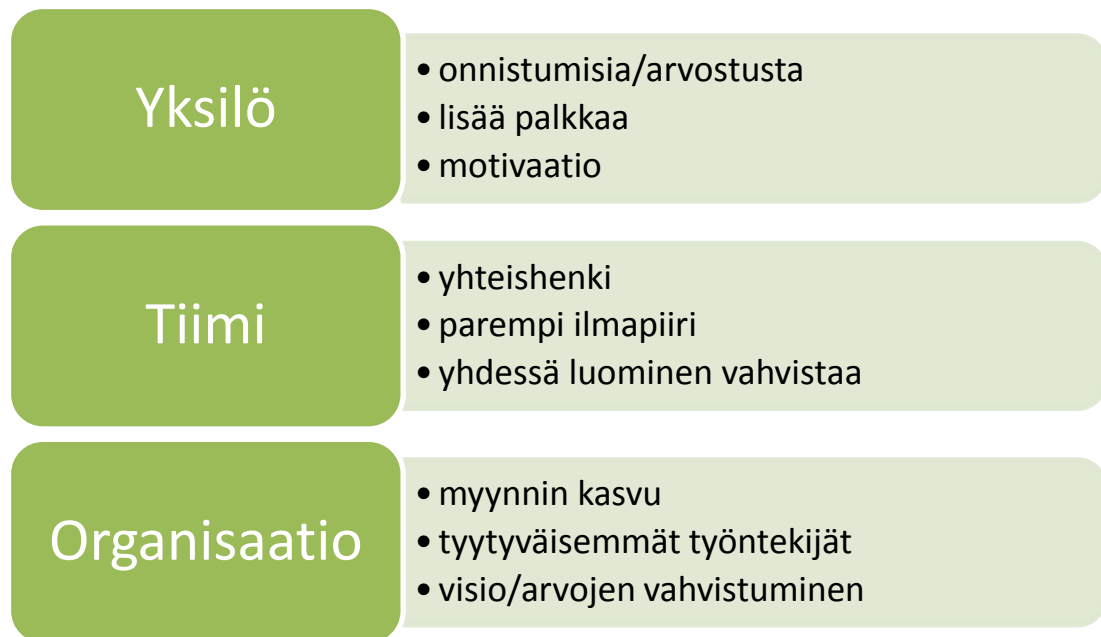 Yksilö
• onnistumisia/arvostusta
• lisää palkkaa
• motivaatio
Tiimi
• yhteishenki
• parempi ilmapiiri
• yhdessä luominen vahvistaa
Organisaatio
• myynnin kasvu
• tyytyväisemmät työntekijät
• visio/arvojen vahvistuminen